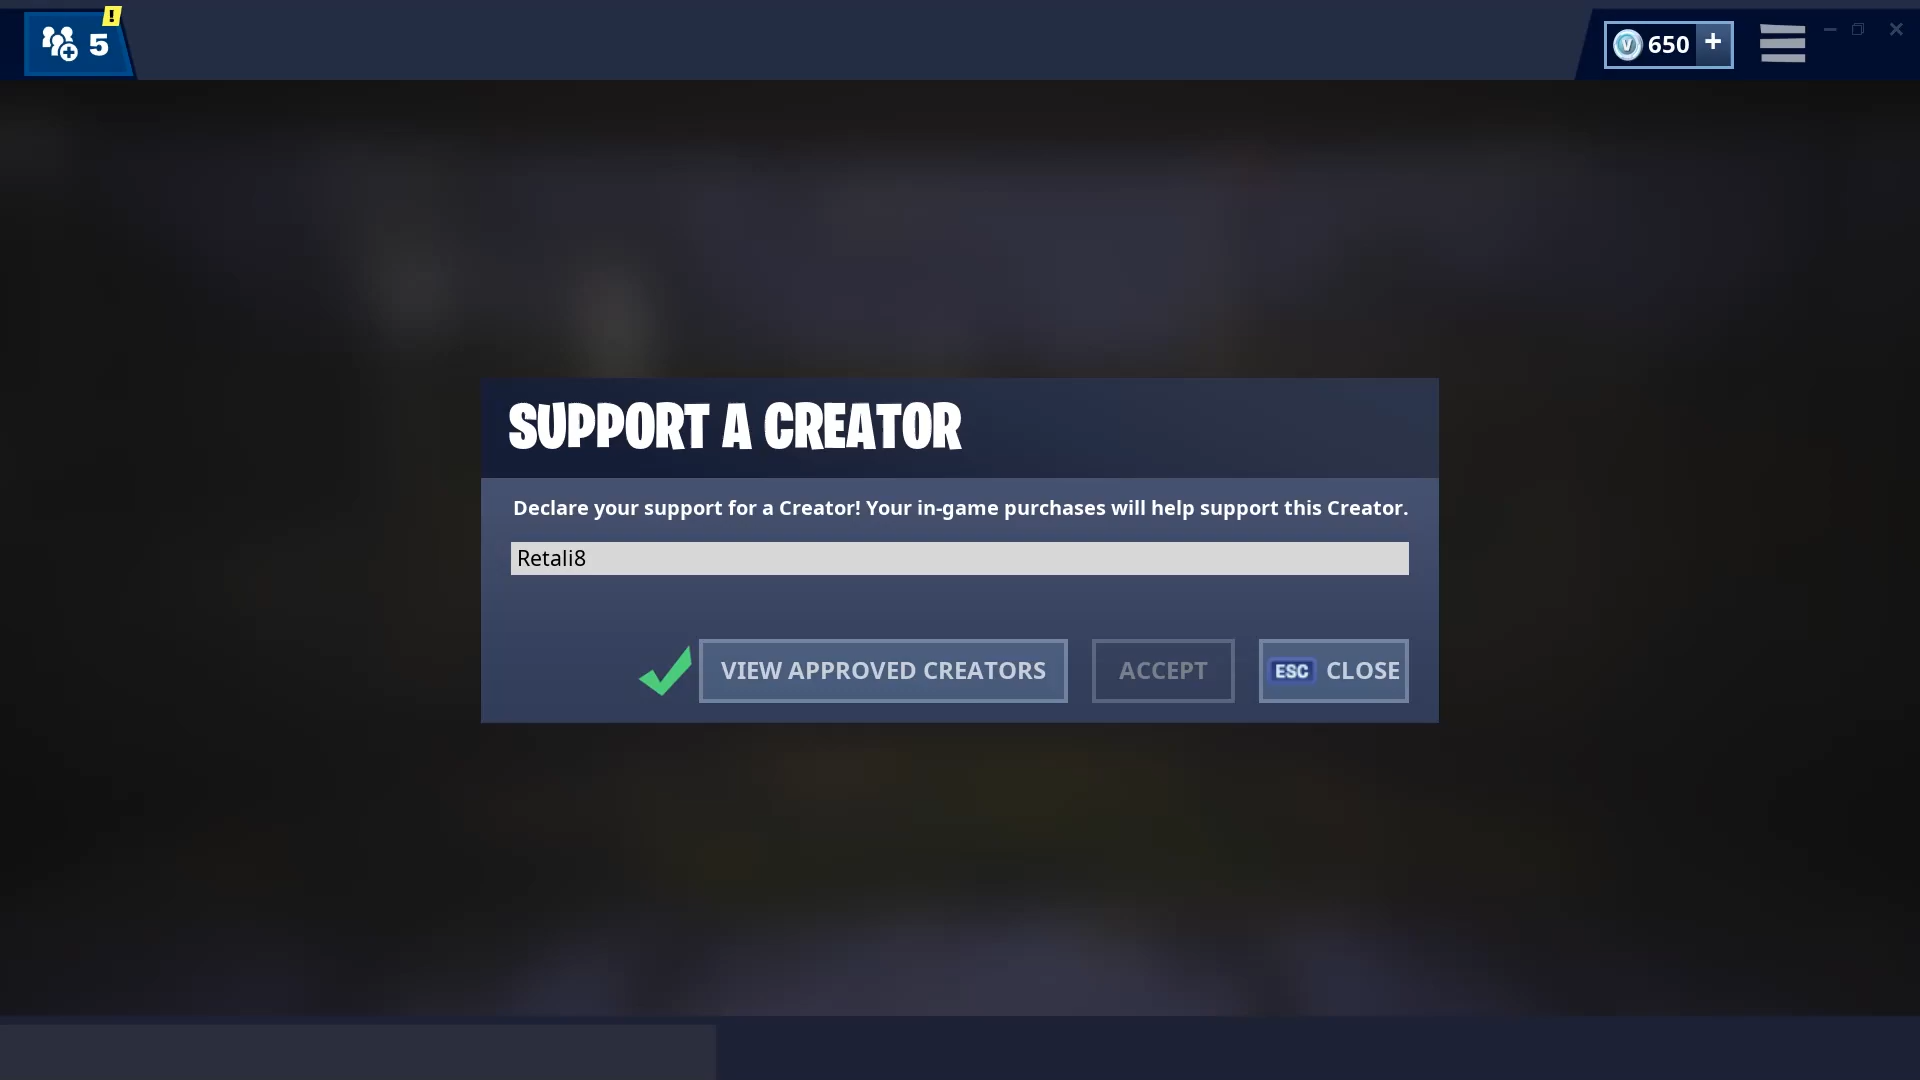 !
5
V 650 +
SUPPORT A CREATOR
Declare your support for a Creator! Your in-game purchases will help support this Creator.
Retali8
VIEW APPROVED CREATORS
ACCEPT
ESC CLOSE